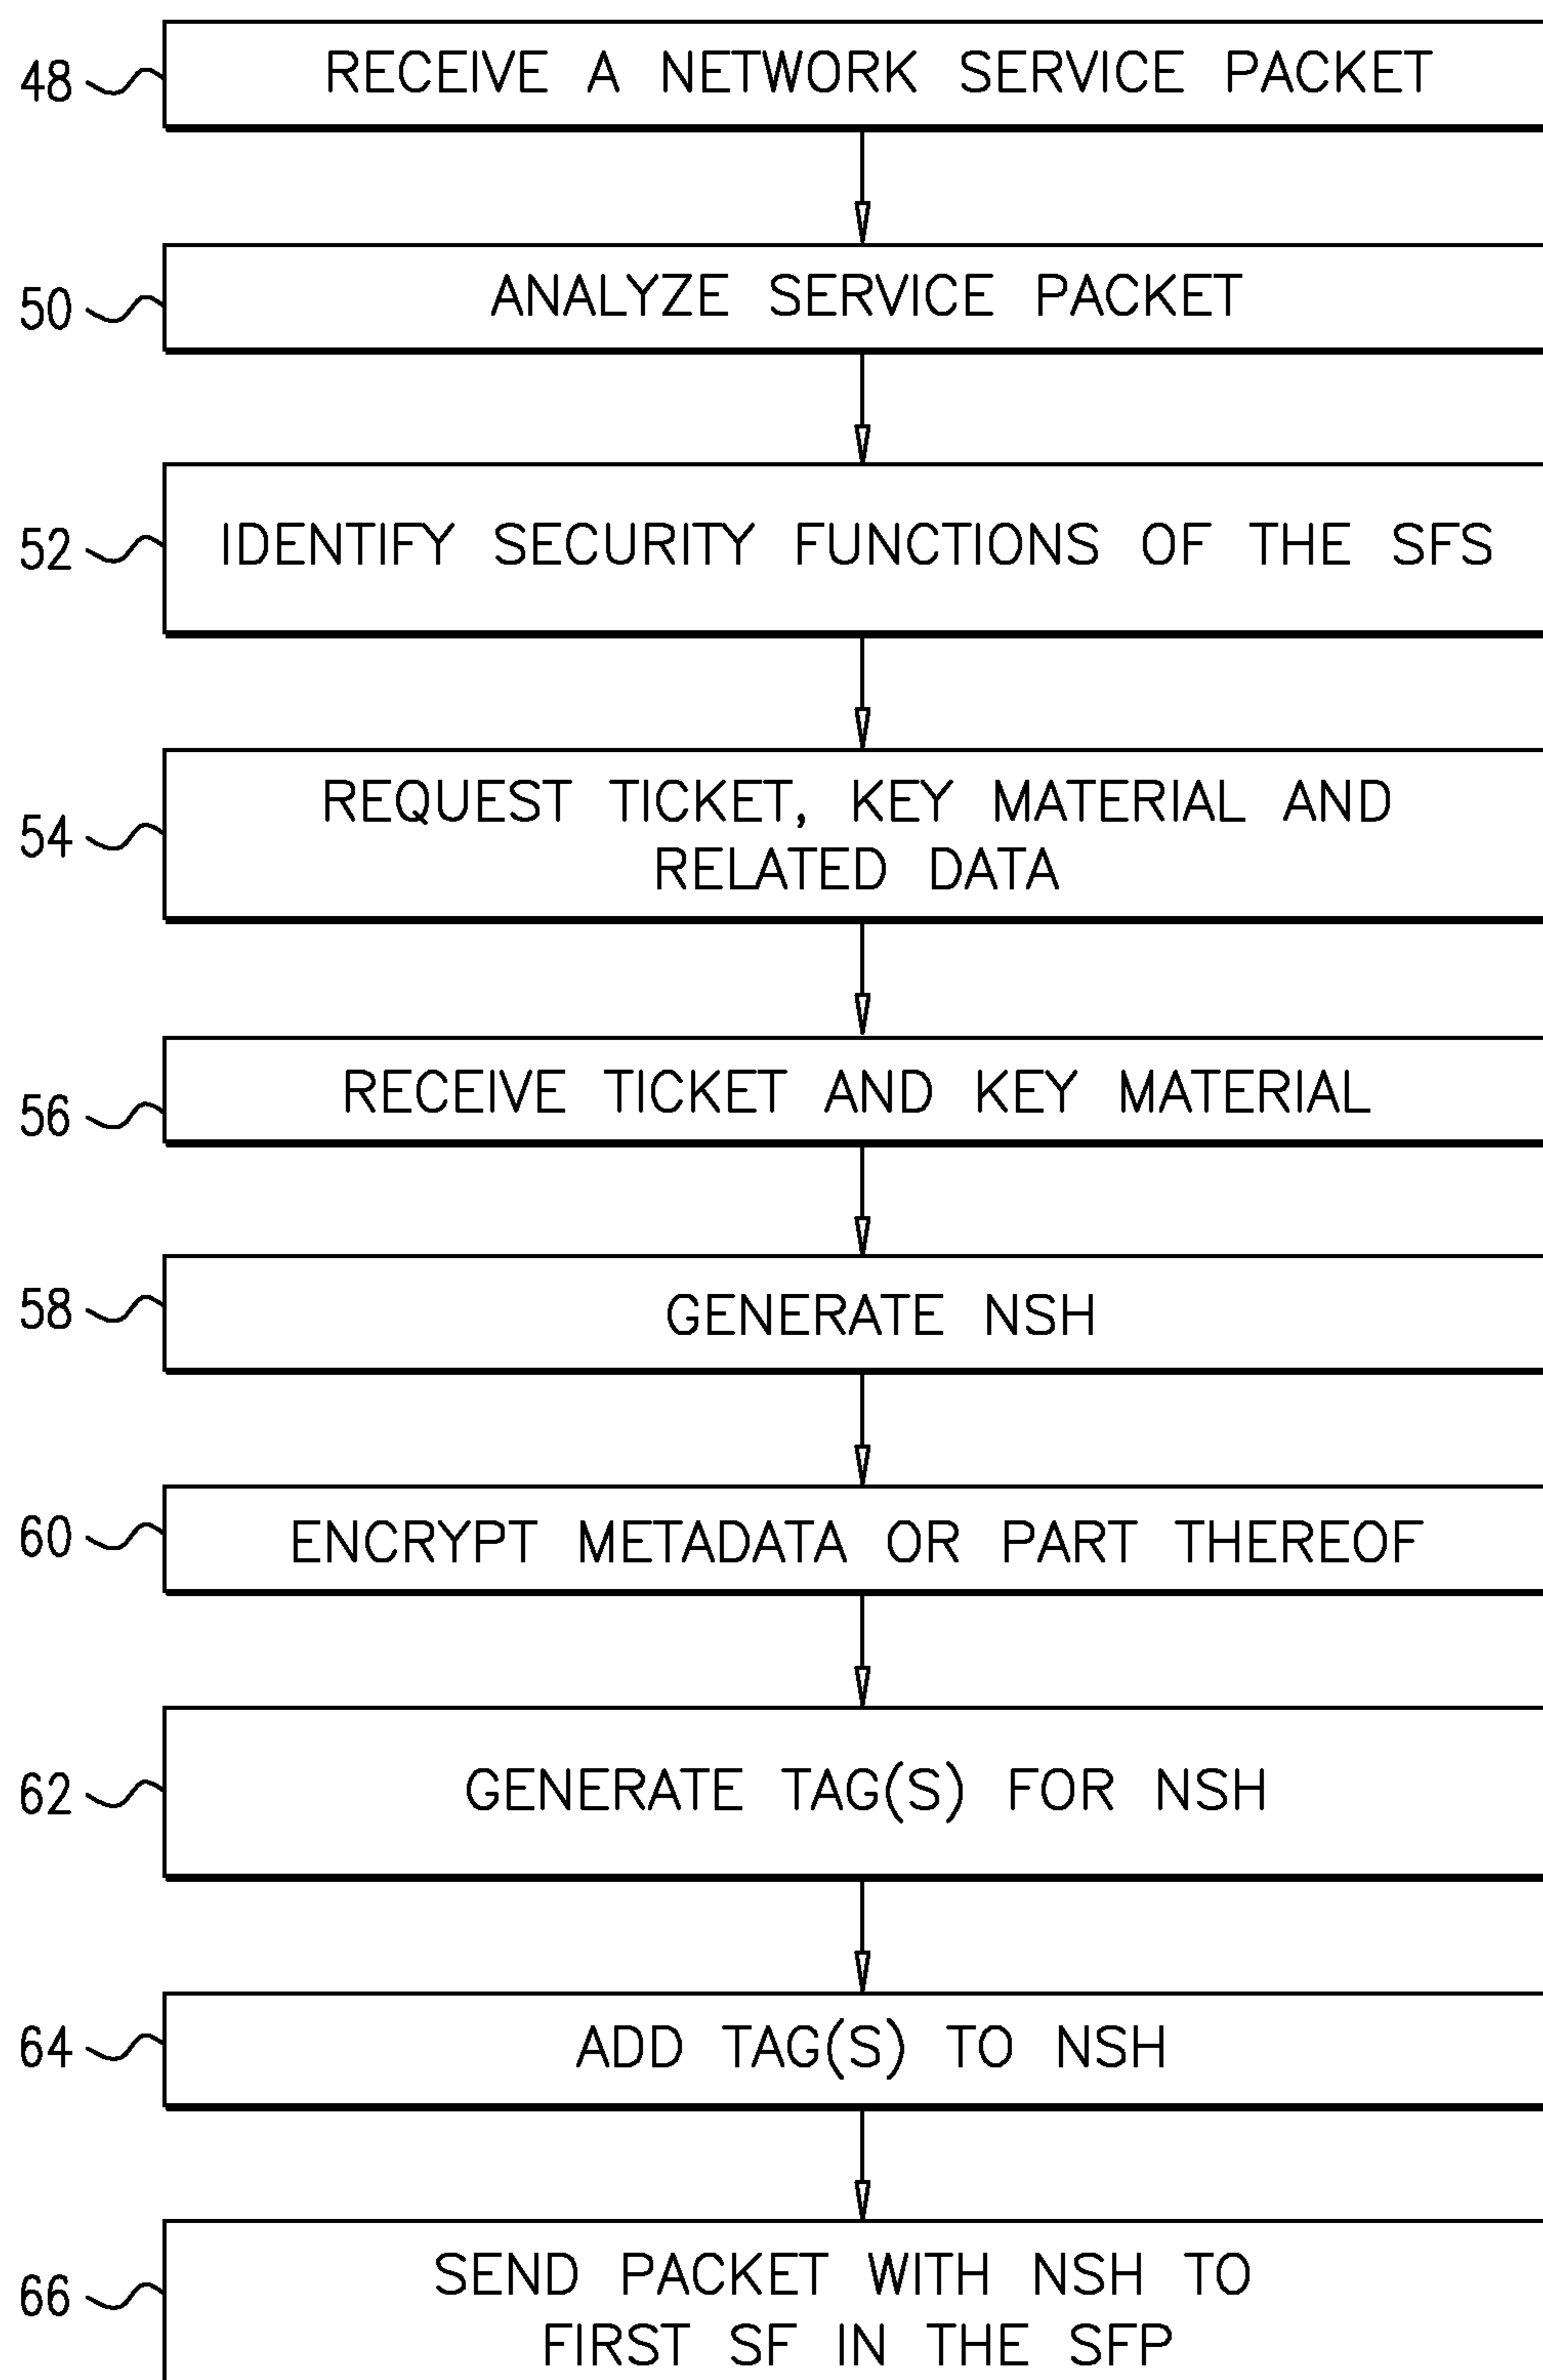 48 RECEIVE A NETWORK SERVICE PACKET
50 ANALYZE SERVICE PACKET
52 IDENTIFY SECURITY FUNCTIONS OF THE SFS
54 REQUEST TICKET, KEY MATERIAL AND
RELATED DATA
56 RECEIVE TICKET AND KEY MATERIAL
58 GENERATE NSH
60 ENCRYPT METADATA OR PART THEREOF
62 GENERATE TAG(S) FOR NSH
64 ADD TAG(S) TO NSH
66 SEND PACKET WITH NSH TO
FIRST SF IN THE SFP